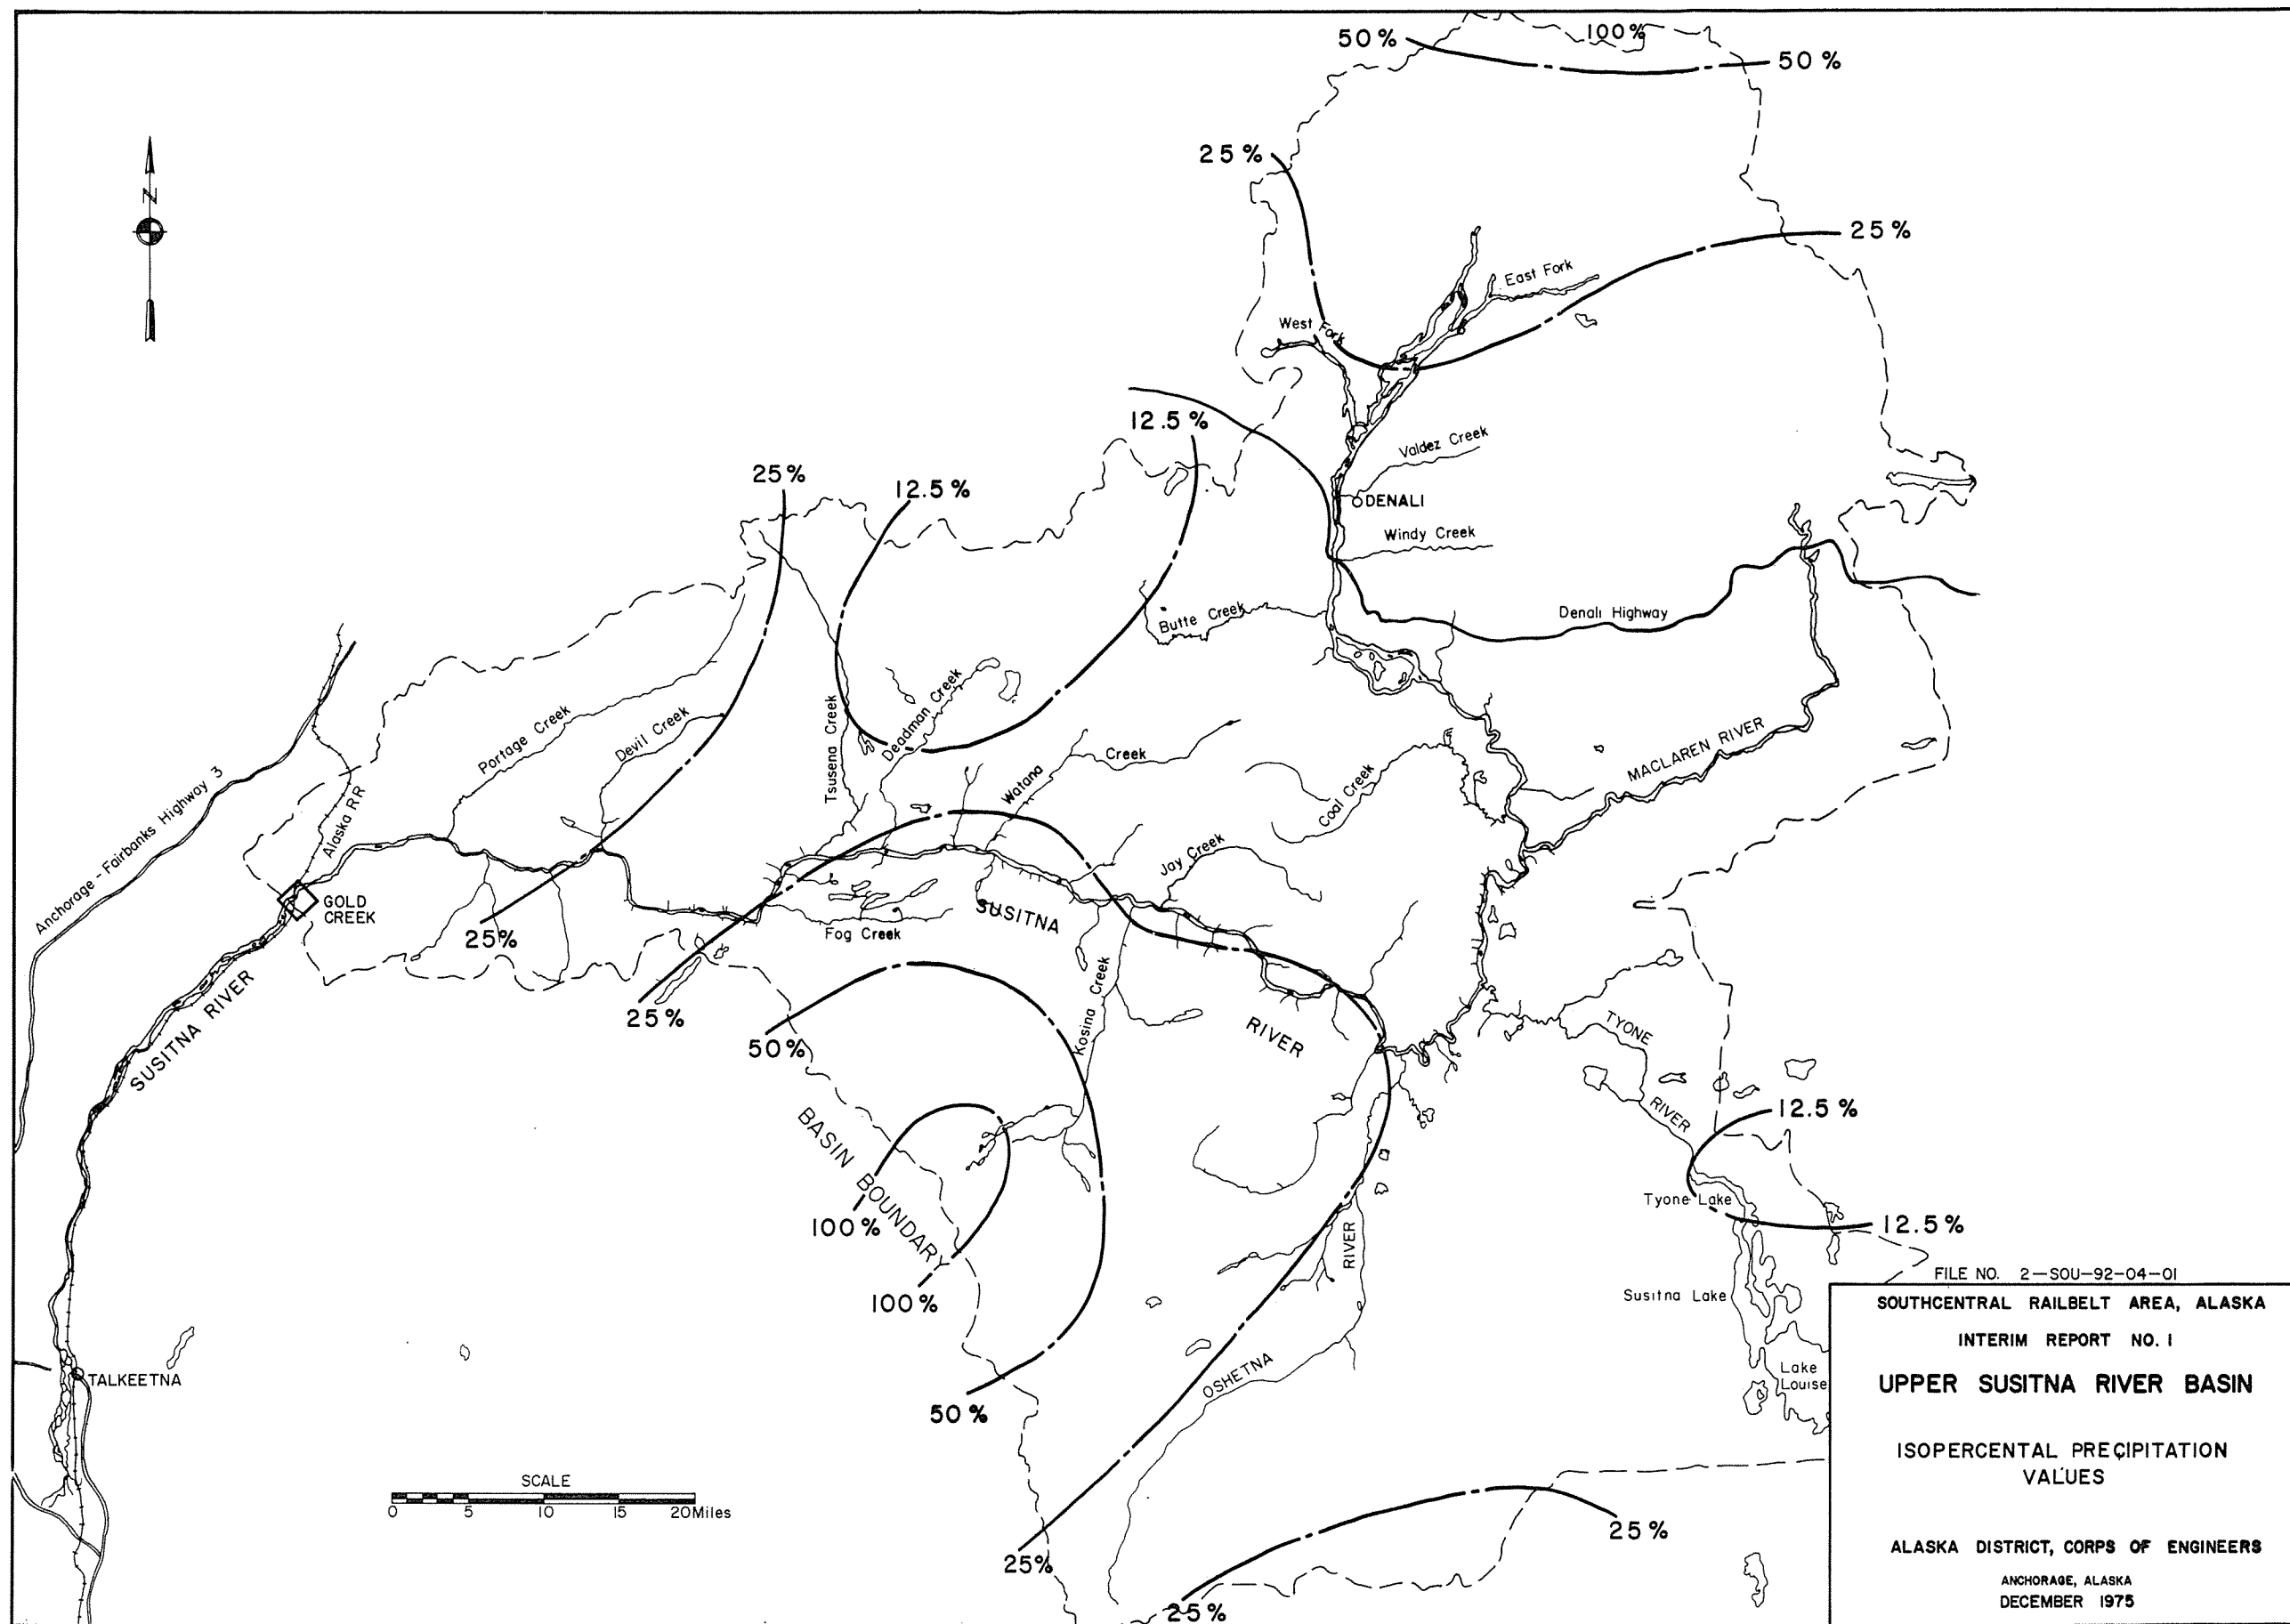 100%
50%
50%
25%
N
25%
East Fork
West Fork
12.5%
Valdez Creek
25%
12.5%
DENALI
Windy Creek
Butte Creek
Denali Highway
Deadman Creek
Tsusena Creek
Portage Creek
Devil Creek
MACLAREN RIVER
Watana
Creek
Coal Creek
Anchorage - Fairbanks Highway 3
Alaska RR
Jay Creek
GOLD
CREEK
25%
Fog Creek
SUSITNA
RIVER
Kosina Creek
SUSITNA RIVER
25%
50%
TYONE
RIVER
12.5%
BASIN BOUNDARY
Tyone Lake
100%
12.5%
RIVER
OSHETNA
100%
Susitna Lake
Lake
Louise
TALKEETNA
50%
SCALE
0 5 10 15 20 Miles
25%
25%
25%
FILE NO. 2-SOU-92-04-01
SOUTHCENTRAL RAILBELT AREA, ALASKA
INTERIM REPORT NO. 1
UPPER SUSITNA RIVER BASIN
ISOPERCENTAL PRECIPITATION
VALUES
ALASKA DISTRICT, CORPS OF ENGINEERS
ANCHORAGE, ALASKA
DECEMBER 1975